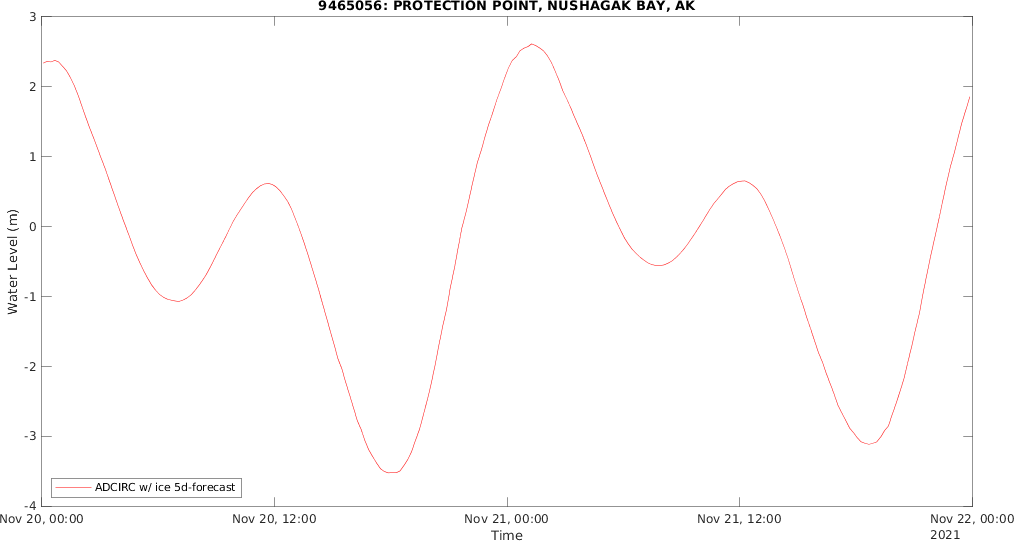 9465056: PROTECTION POINT, NUSHAGAK BAY, AK
3
2
1
0
-1
-2
-3
-4
Water Level (m)
ADCIRC w/ ice 5d-forecast
Nov 20, 00:00
Nov 20, 12:00
Nov 21, 00:00
Nov 21, 12:00
Nov 22, 00:00
Time
2021